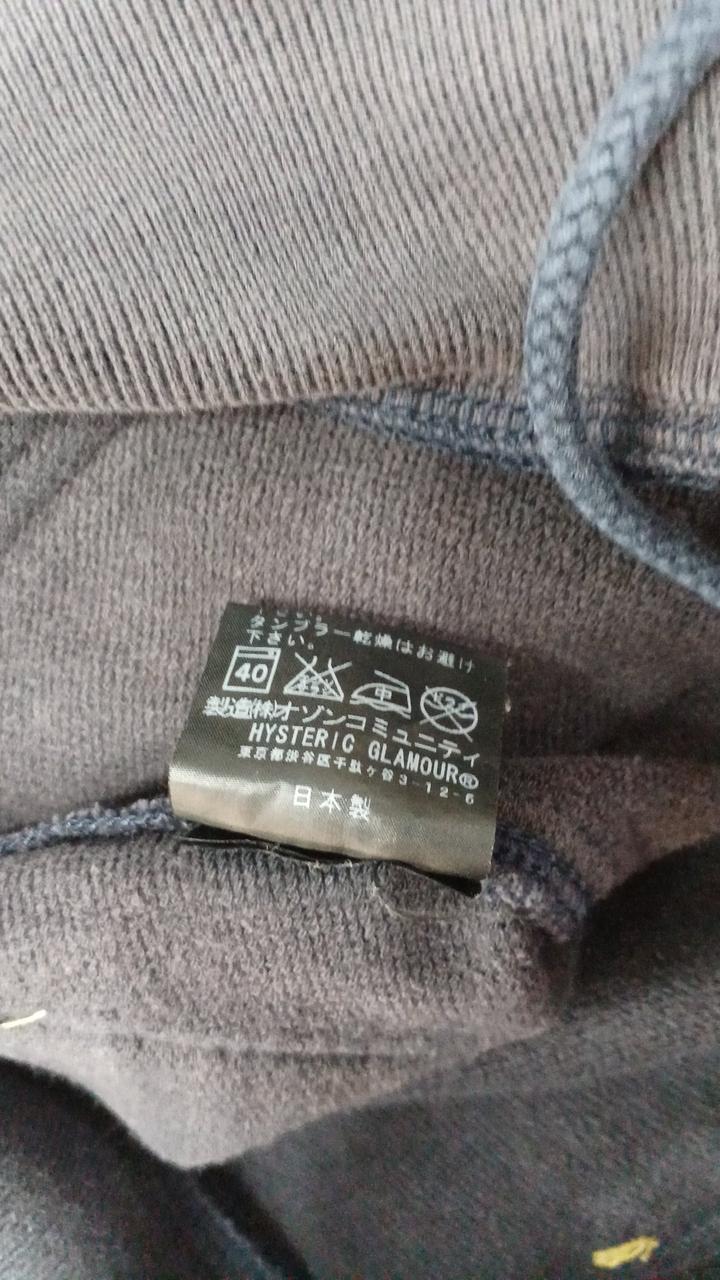 タンブラー乾燥はお避け
下さい。
40
製造㈱オゾンコミュニティ
HYSTERIC GLAMOUR®
東京都渋谷区千駄ヶ谷3-12-6
日本製